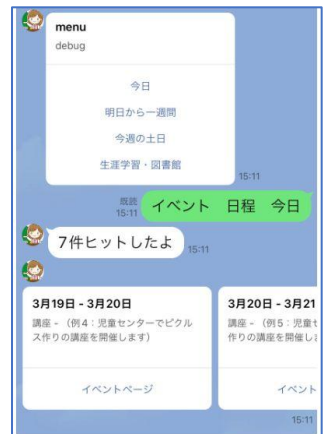 menu
debug
今日
明日から一週間
今週の土日
生涯学習・図書館
15:11
既読
15:11
イベント　日程　今日
7件ヒットしたよ
15:11
3月19日 - 3月20日
講座 - （例4：児童センターでピクル
ス作りの講座を開催します）
イベントページ
3月20日 - 3月21
講座 - （例5：児童
作りの講座を開催し
イベント
15:11